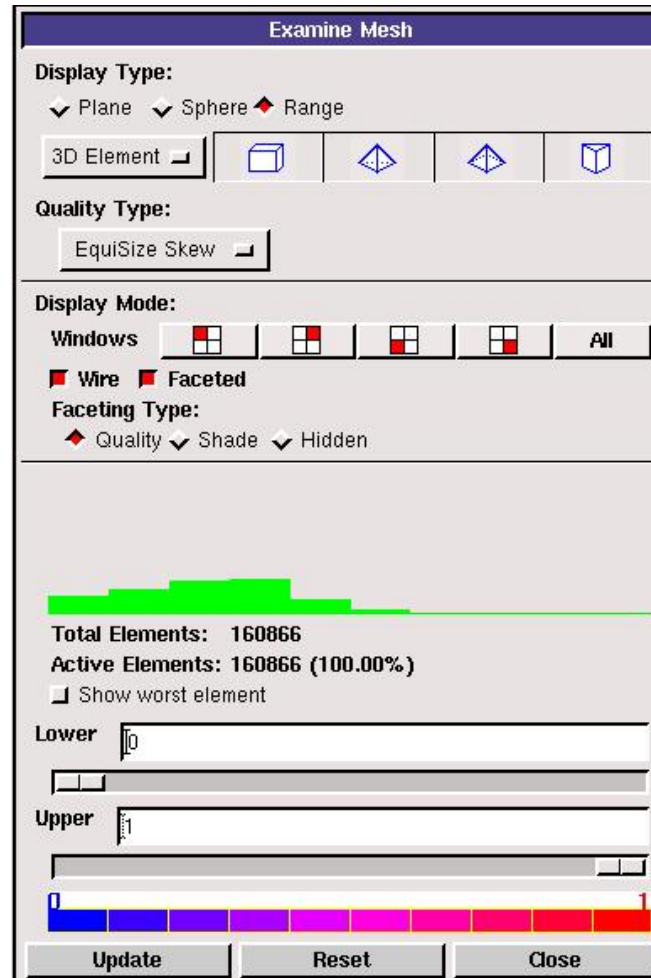 Examine Mesh
Display Type:
Plane Sphere Range
3D Element
Quality Type:
EquiSize Skew
Display Mode:
Windows All
Wire Faceted
Faceting Type:
Quality Shade Hidden
Total Elements: 160866
Active Elements: 160866 (100.00%)
Show worst element
Lower 0
Upper 1
0 1
Update Reset Close